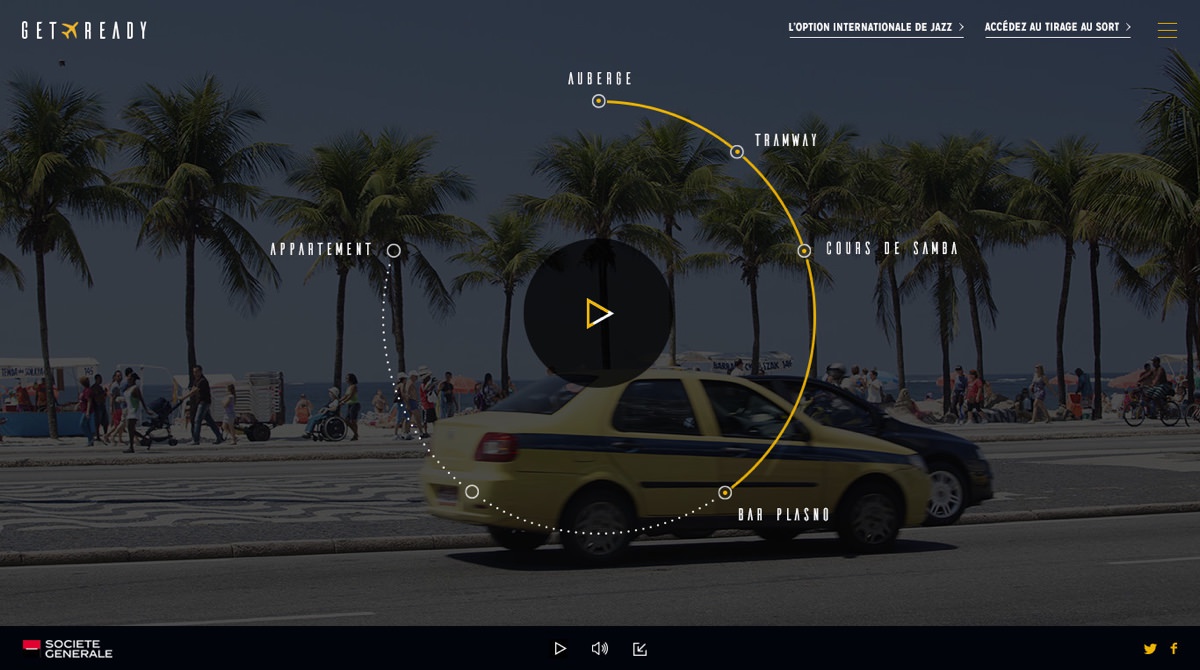 GET READY
L'OPTION INTERNATIONALE DE JAZZ
ACCÉDEZ AU TIRAGE AU SORT
AUBERGE
TRAMWAY
COURS DE SAMBA
APPARTEMENT
BAR PLASNO
SOCIETE
GENERALE